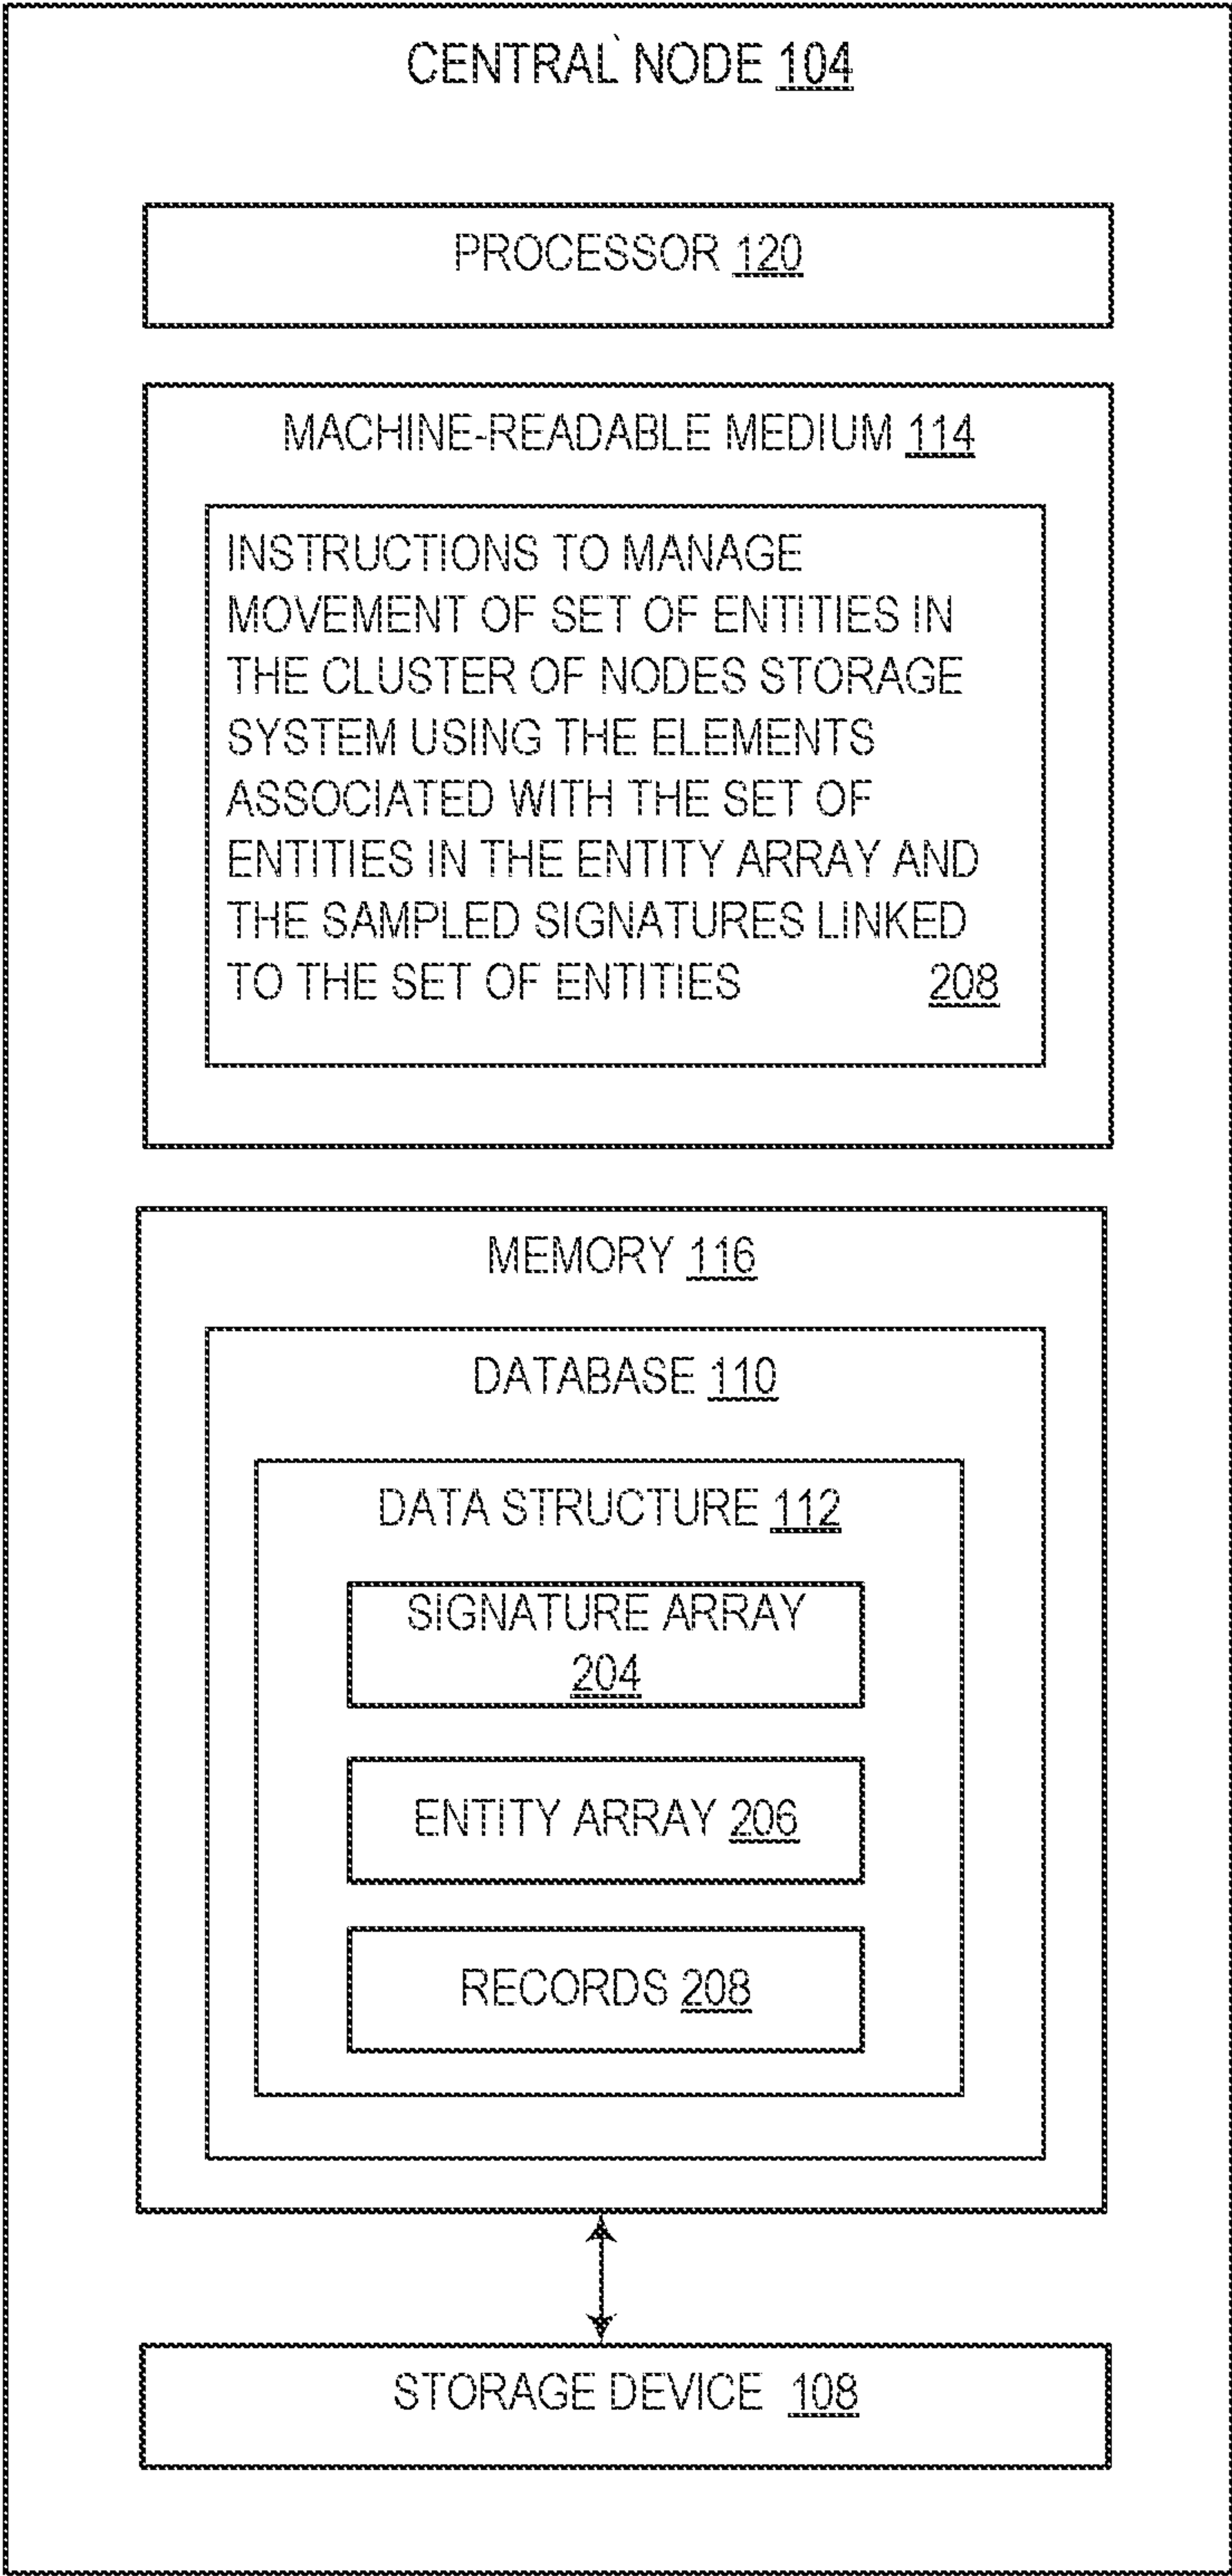 CENTRAL NODE 104
PROCESSOR 120
MACHINE-READABLE MEDIUM 114
INSTRUCTIONS TO MANAGE
MOVEMENT OF SET OF ENTITIES IN
THE CLUSTER OF NODES STORAGE
SYSTEM USING THE ELEMENTS
ASSOCIATED WITH THE SET OF
ENTITIES IN THE ENTITY ARRAY AND
THE SAMPLED SIGNATURES LINKED
TO THE SET OF ENTITIES 208
MEMORY 116
DATABASE 110
DATA STRUCTURE 112
SIGNATURE ARRAY
204
ENTITY ARRAY 206
RECORDS 208
STORAGE DEVICE 108